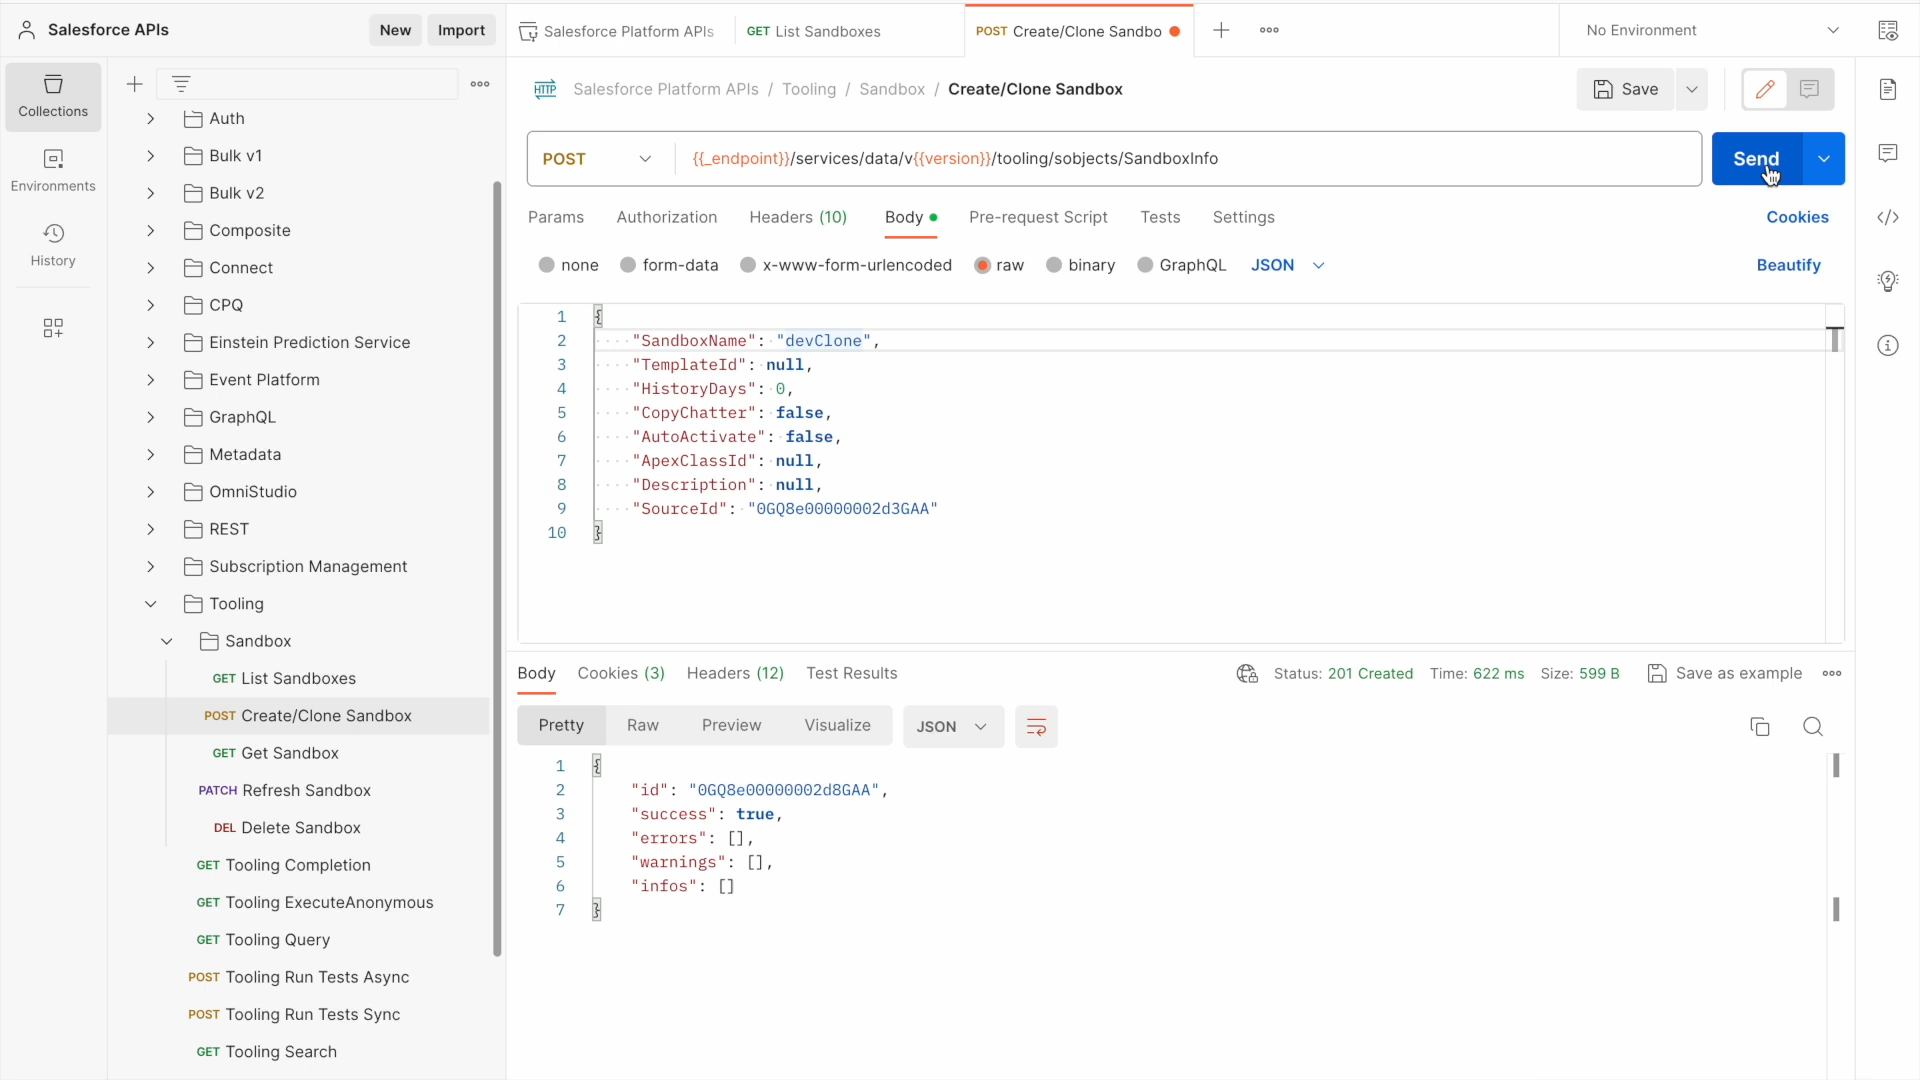 Salesforce APIs
New
Import
Salesforce Platform APIs
GET List Sandboxes
POST Create/Clone Sandbo
No Environment
Collections
Environments
History
Auth
Bulk v1
Bulk v2
Composite
Connect
CPQ
Einstein Prediction Service
Event Platform
GraphQL
Metadata
OmniStudio
REST
Subscription Management
Tooling
Sandbox
GET List Sandboxes
POST Create/Clone Sandbox
GET Get Sandbox
PATCH Refresh Sandbox
DEL Delete Sandbox
GET Tooling Completion
GET Tooling ExecuteAnonymous
GET Tooling Query
POST Tooling Run Tests Async
POST Tooling Run Tests Sync
GET Tooling Search
HTTP Salesforce Platform APIs / Tooling / Sandbox / Create/Clone Sandbox
Save
POST {{_endpoint}}/services/data/v{{version}}/tooling/sobjects/SandboxInfo
Send
Params Authorization Headers (10) Body Pre-request Script Tests Settings Cookies
none form-data x-www-form-urlencoded raw binary GraphQL JSON Beautify
1 {
2 "SandboxName": "devClone",
3 "TemplateId": null,
4 "HistoryDays": 0,
5 "CopyChatter": false,
6 "AutoActivate": false,
7 "ApexClassId": null,
8 "Description": null,
9 "SourceId": "0GQ8e00000002d3GAA"
10 }
Body Cookies (3) Headers (12) Test Results Status: 201 Created Time: 622 ms Size: 599 B Save as example
Pretty Raw Preview Visualize JSON
1 {
2 "id": "0GQ8e00000002d8GAA",
3 "success": true,
4 "errors": [],
5 "warnings": [],
6 "infos": []
7 }